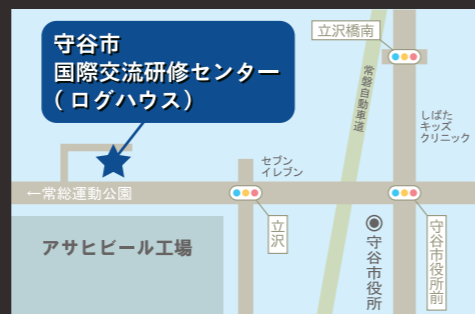 守谷市
国際交流研修センター
(ログハウス)
立沢橋南
常磐自動車道
しばた
キッズ
クリニック
セブン
イレブン
←常総運動公園
立沢
守谷市役所
守谷市役所前
アサヒビール工場